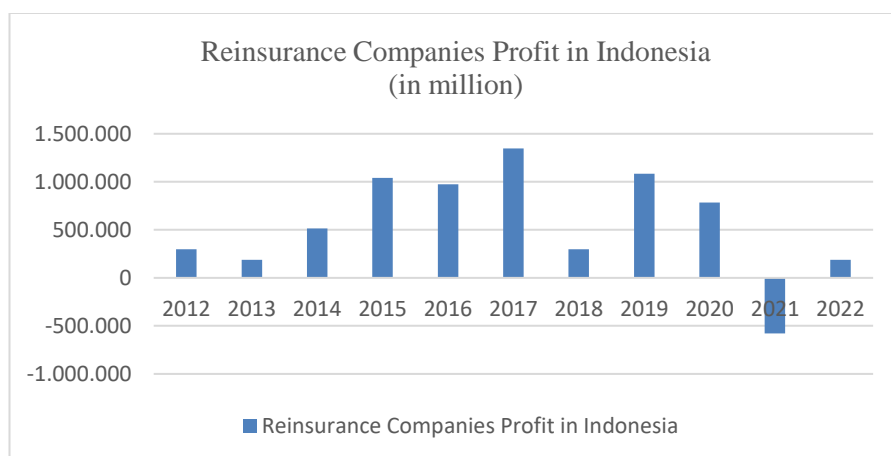 Reinsurance Companies Profit in Indonesia
(in million)
1.500.000
1.000.000
500.000
0
-500.000
-1.000.000
2012 2013 2014 2015 2016 2017 2018 2019 2020 2021 2022
Reinsurance Companies Profit in Indonesia